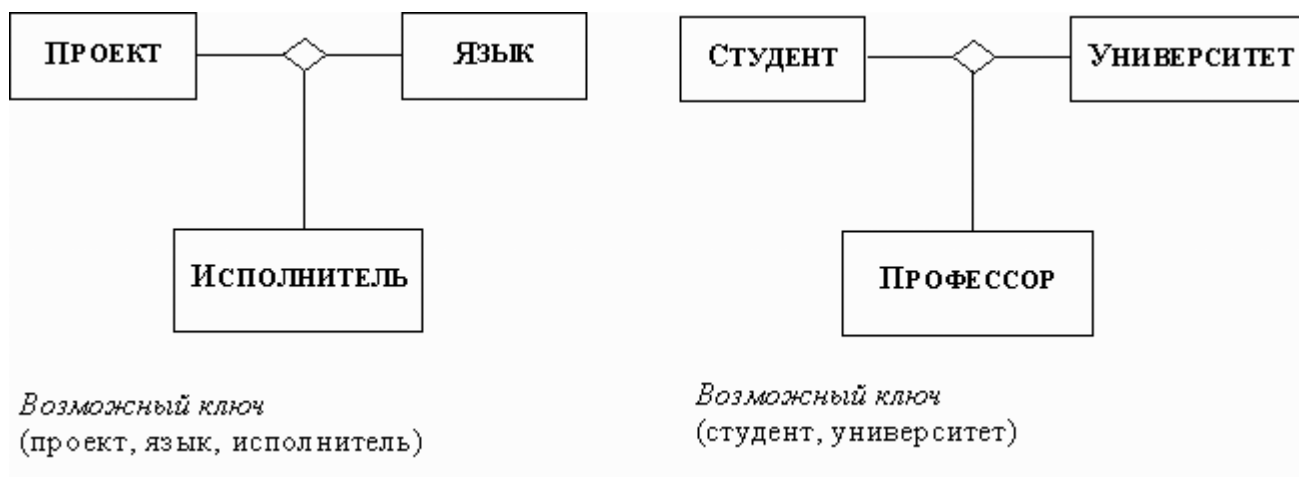 ПРОЕКТ
ЯЗЫК
ИСПОЛНИТЕЛЬ
Возможный ключ
(проект, язык, исполнитель)
СТУДЕНТ
УНИВЕРСИТЕТ
ПРОФЕССОР
Возможный ключ
(студент, университет)